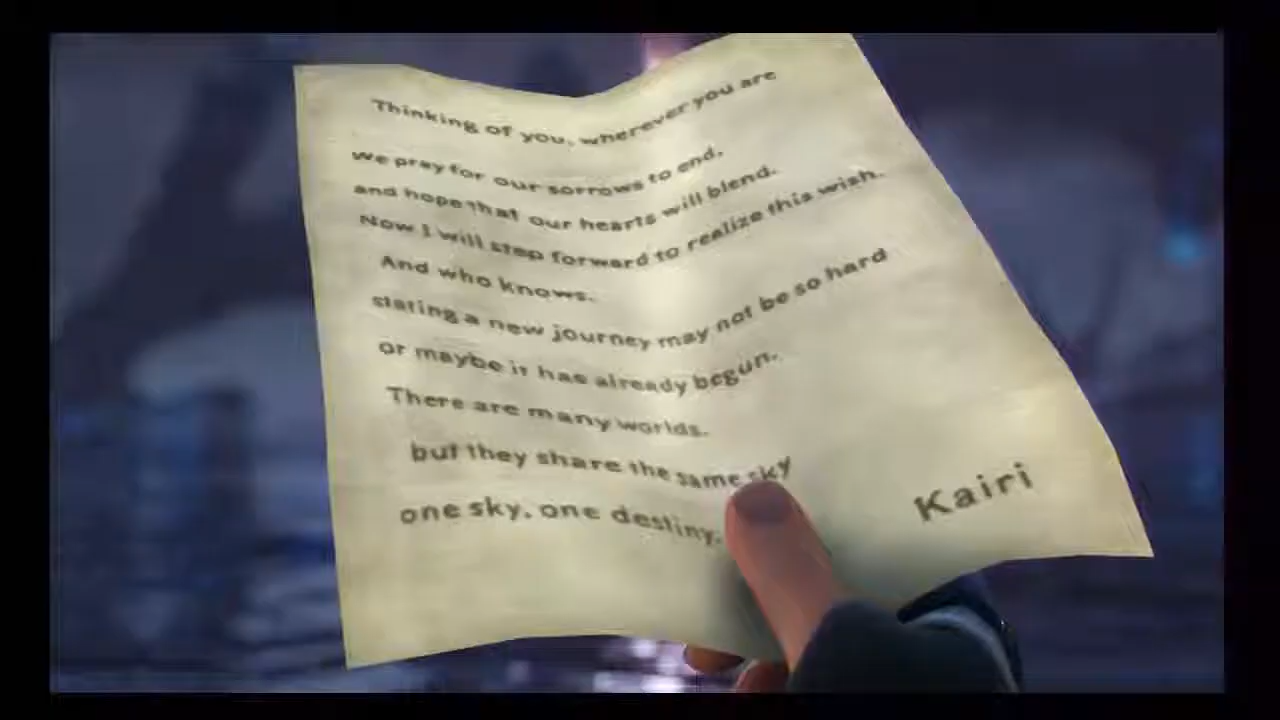 Thinking of you, wherever you are
we pray for our sorrows to end,
and hope that our hearts will blend.
Now I will step forward to realize this wish.
And who knows.
stating a new journey may not be so hard
or maybe it has already begun.
There are many worlds.
but they share the same sky
one sky, one destiny.
Kairi